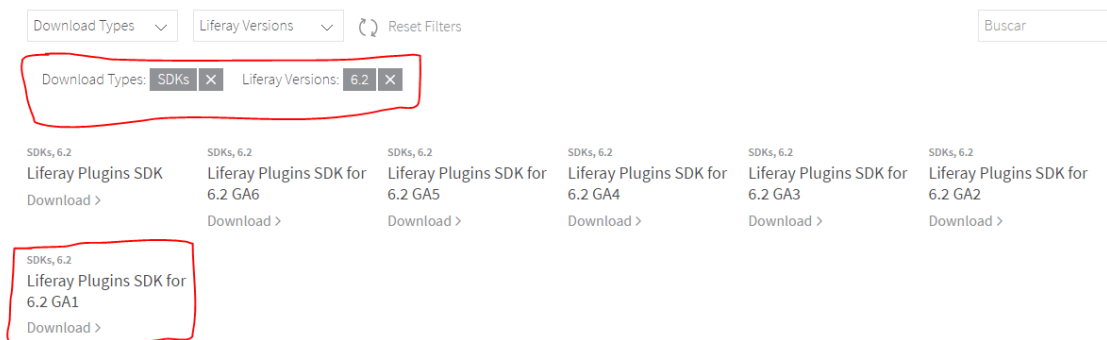 Download Types Liferay Versions Reset Filters Buscar
Download Types: SDKs × Liferay Versions: 6.2 ×
SDKs, 6.2
Liferay Plugins SDK
Download >
SDKs, 6.2
Liferay Plugins SDK for
6.2 GA6
Download >
SDKs, 6.2
Liferay Plugins SDK for
6.2 GA5
Download >
SDKs, 6.2
Liferay Plugins SDK for
6.2 GA4
Download >
SDKs, 6.2
Liferay Plugins SDK for
6.2 GA3
Download >
SDKs, 6.2
Liferay Plugins SDK for
6.2 GA2
Download >
SDKs, 6.2
Liferay Plugins SDK for
6.2 GA1
Download >